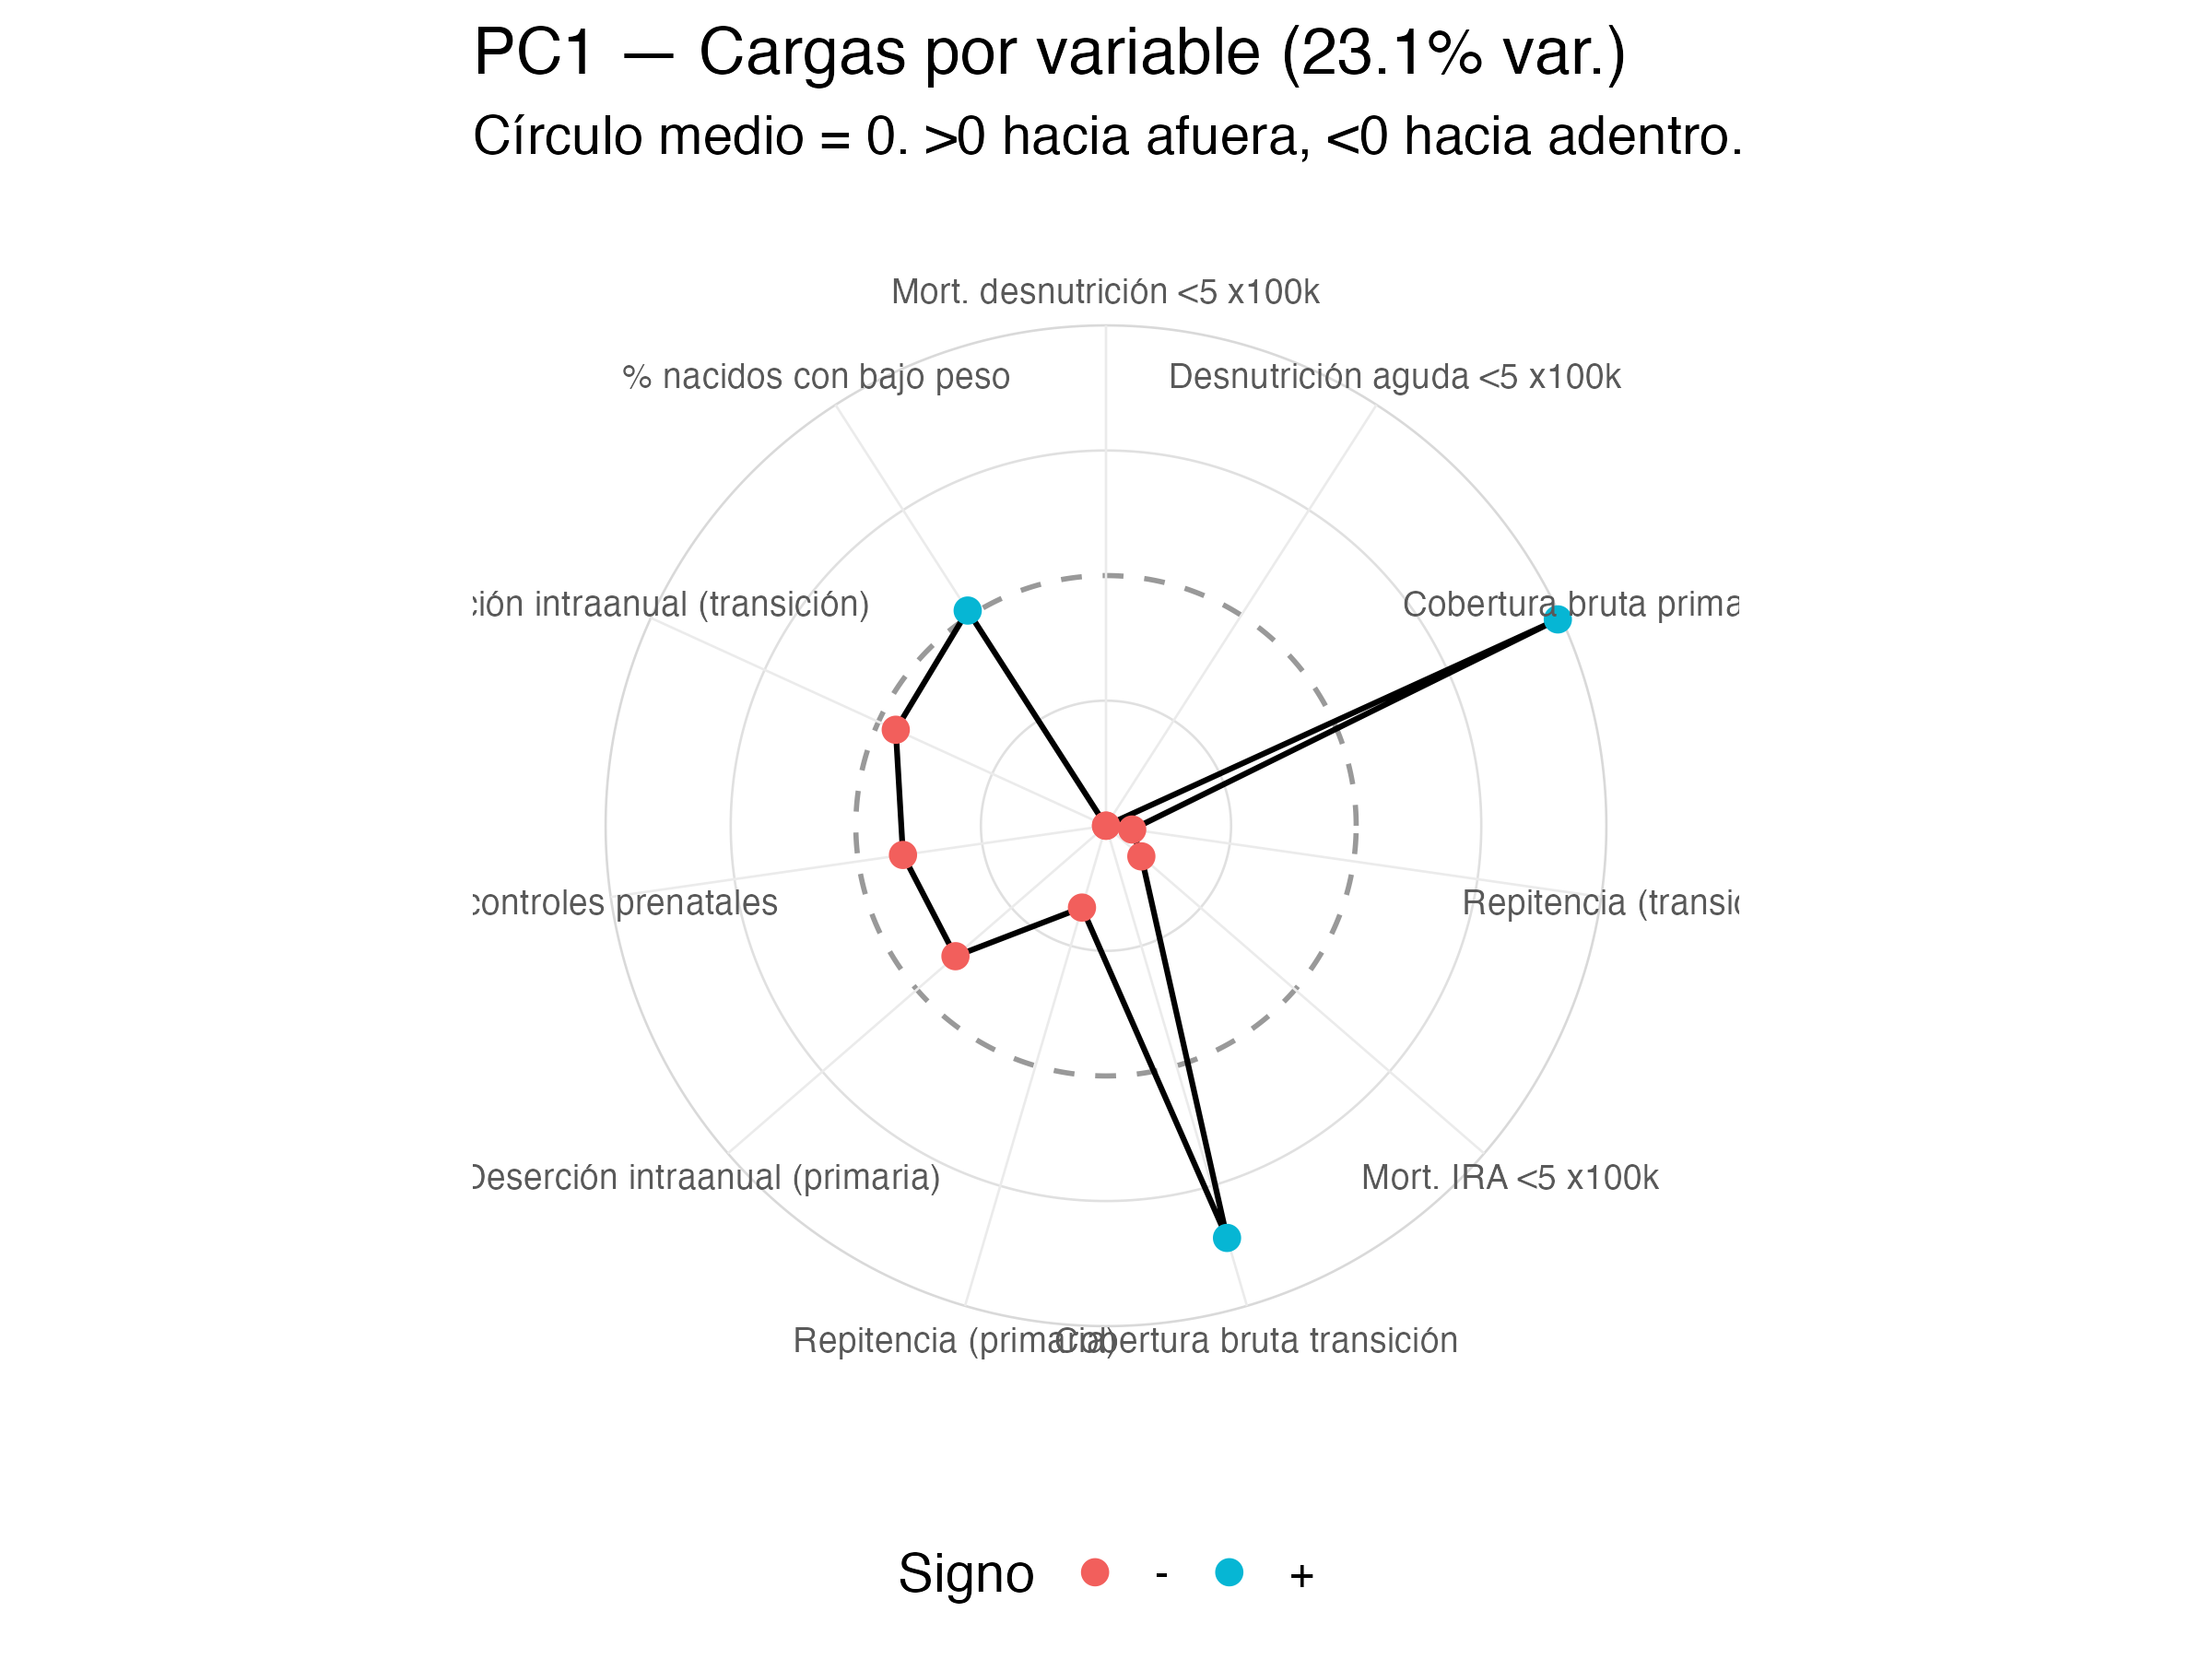 PC1 — Cargas por variable (23.1% var.)
Círculo medio = 0. >0 hacia afuera, <0 hacia adentro.
Mort. desnutrición <5 x100k
% nacidos con bajo peso
Desnutrición aguda <5 x100k
ción intraanual (transición)
Cobertura bruta prima
controles prenatales
Repitencia (transic
Deserción intraanual (primaria)
Mort. IRA <5 x100k
Repitencia (primaria)
Cobertura bruta transición
Signo - +